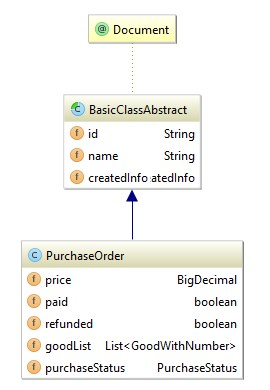 @ Document
C BasicClassAbstract
f id String
f name String
f createdInfo atedInfo
C PurchaseOrder
f price BigDecimal
f paid boolean
f refunded boolean
f goodList List<GoodWithNumber>
f purchaseStatus PurchaseStatus